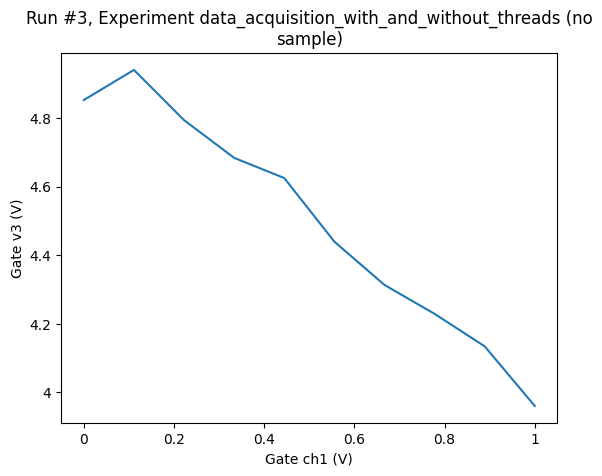 Run #3, Experiment data_acquisition_with_and_without_threads (no
sample)
Gate v3 (V)
4.8
4.6
4.4
4.2
4
0
0.2
0.4
0.6
0.8
1
Gate ch1 (V)